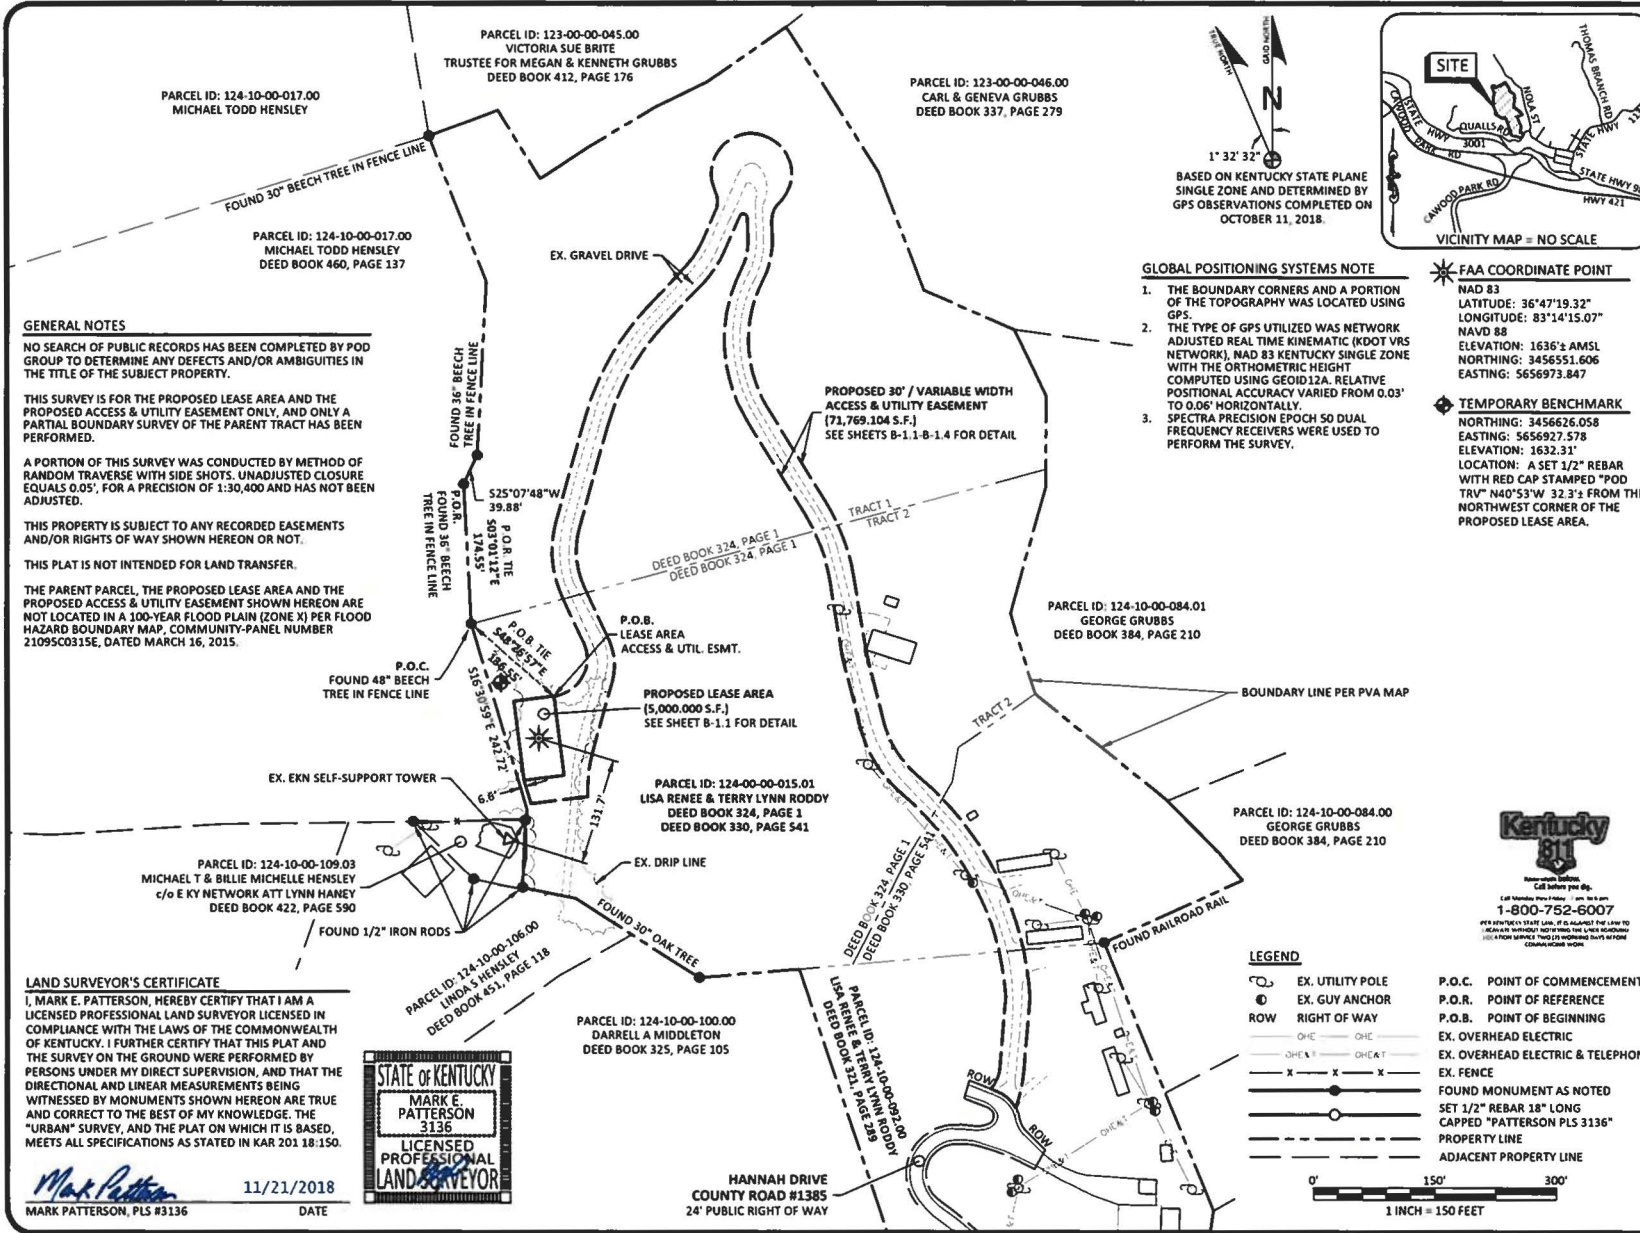 PARCEL ID: 123-00-00-045.00
VICTORIA SUE BRITE
TRUSTEE FOR MEGAN & KENNETH GRUBBS
DEED BOOK 412, PAGE 176
PARCEL ID: 124-10-00-017.00
MICHAEL TODD HENSLEY
PARCEL ID: 123-00-00-046.00
CARL & GENEVA GRUBBS
DEED BOOK 337, PAGE 279
FOUND 30" BEECH TREE IN FENCE LINE
PARCEL ID: 124-10-00-017.00
MICHAEL TODD HENSLEY
DEED BOOK 460, PAGE 137
EX. GRAVEL DRIVE
TRUE NORTH
GRID NORTH
N
1° 32' 32"
BASED ON KENTUCKY STATE PLANE
SINGLE ZONE AND DETERMINED BY
GPS OBSERVATIONS COMPLETED ON
OCTOBER 11, 2018.
SITE
THOMAS BRANCH RD
NOLA ST
QUALLS RD
STATE HWY
3001
CAWOOD PARK RD
STATE HWY
CAWOOD PARK RD
HWY 421
VICINITY MAP = NO SCALE
GENERAL NOTES
NO SEARCH OF PUBLIC RECORDS HAS BEEN COMPLETED BY POD
GROUP TO DETERMINE ANY DEFECTS AND/OR AMBIGUITIES IN
THE TITLE OF THE SUBJECT PROPERTY.
THIS SURVEY IS FOR THE PROPOSED LEASE AREA AND THE
PROPOSED ACCESS & UTILITY EASEMENT ONLY, AND ONLY A
PARTIAL BOUNDARY SURVEY OF THE PARENT TRACT HAS BEEN
PERFORMED.
A PORTION OF THIS SURVEY WAS CONDUCTED BY METHOD OF
RANDOM TRAVERSE WITH SIDE SHOTS. UNADJUSTED CLOSURE
EQUALS 0.05', FOR A PRECISION OF 1:30,400 AND HAS NOT BEEN
ADJUSTED.
THIS PROPERTY IS SUBJECT TO ANY RECORDED EASEMENTS
AND/OR RIGHTS OF WAY SHOWN HEREON OR NOT.
THIS PLAT IS NOT INTENDED FOR LAND TRANSFER.
THE PARENT PARCEL, THE PROPOSED LEASE AREA AND THE
PROPOSED ACCESS & UTILITY EASEMENT SHOWN HEREON ARE
NOT LOCATED IN A 100-YEAR FLOOD PLAIN (ZONE X) PER FLOOD
HAZARD BOUNDARY MAP, COMMUNITY-PANEL NUMBER
21095C0315E, DATED MARCH 16, 2015.
GLOBAL POSITIONING SYSTEMS NOTE
1. THE BOUNDARY CORNERS AND A PORTION
OF THE TOPOGRAPHY WAS LOCATED USING
GPS.
2. THE TYPE OF GPS UTILIZED WAS NETWORK
ADJUSTED REAL TIME KINEMATIC (KDOT VRS
NETWORK), NAD 83 KENTUCKY SINGLE ZONE
WITH THE ORTHOMETRIC HEIGHT
COMPUTED USING GEOID12A. RELATIVE
POSITIONAL ACCURACY VARIED FROM 0.03'
TO 0.06' HORIZONTALLY.
3. SPECTRA PRECISION EPOCH 50 DUAL
FREQUENCY RECEIVERS WERE USED TO
PERFORM THE SURVEY.
FAA COORDINATE POINT
NAD 83
LATITUDE: 36°47'19.32"
LONGITUDE: 83°14'15.07"
NAVD 88
ELEVATION: 1636'± AMSL
NORTHING: 3456551.606
EASTING: 5656973.847
TEMPORARY BENCHMARK
NORTHING: 3456626.058
EASTING: 5656927.578
ELEVATION: 1632.31'
LOCATION: A SET 1/2" REBAR
WITH RED CAP STAMPED "POD
TRV" N40°53'W 32.3'± FROM THE
NORTHWEST CORNER OF THE
PROPOSED LEASE AREA.
FOUND 36" BEECH
TREE IN FENCE LINE
P.O.R.
FOUND 36" BEECH
TREE IN FENCE LINE
S25°07'48"W
39.88'
P.O.R. TIE
S03°01'12"E
174.55'
PROPOSED 30' / VARIABLE WIDTH
ACCESS & UTILITY EASEMENT
(71,769.104 S.F.)
SEE SHEETS B-1.1-B-1.4 FOR DETAIL
TRACT 1
TRACT 2
DEED BOOK 324, PAGE 1
DEED BOOK 324, PAGE 1
P.O.C.
FOUND 48" BEECH
TREE IN FENCE LINE
P.O.B. TIE
S48°26'57"E
186.55'
S16°30'59"E 242.72'
P.O.B.
LEASE AREA
ACCESS & UTIL. ESMT.
PROPOSED LEASE AREA
(5,000.000 S.F.)
SEE SHEET B-1.1 FOR DETAIL
PARCEL ID: 124-10-00-084.01
GEORGE GRUBBS
DEED BOOK 384, PAGE 210
BOUNDARY LINE PER PVA MAP
TRACT 2
EX. EKN SELF-SUPPORT TOWER
6.8'
131.7'
PARCEL ID: 124-00-00-015.01
LISA RENEE & TERRY LYNN RODDY
DEED BOOK 324, PAGE 1
DEED BOOK 330, PAGE 541
PARCEL ID: 124-10-00-084.00
GEORGE GRUBBS
DEED BOOK 384, PAGE 210
PARCEL ID: 124-10-00-109.03
MICHAEL T & BILLIE MICHELLE HENSLEY
c/o E KY NETWORK ATT LYNN HANEY
DEED BOOK 422, PAGE 590
EX. DRIP LINE
FOUND 1/2" IRON RODS
FOUND 30" OAK TREE
DEED BOOK 324, PAGE 1
DEED BOOK 330, PAGE 541
FOUND RAILROAD RAIL
Kentucky
811
Know what's below.
Call before you dig.
1-800-752-6007
LAND SURVEYOR'S CERTIFICATE
I, MARK E. PATTERSON, HEREBY CERTIFY THAT I AM A
LICENSED PROFESSIONAL LAND SURVEYOR LICENSED IN
COMPLIANCE WITH THE LAWS OF THE COMMONWEALTH
OF KENTUCKY. I FURTHER CERTIFY THAT THIS PLAT AND
THE SURVEY ON THE GROUND WERE PERFORMED BY
PERSONS UNDER MY DIRECT SUPERVISION, AND THAT THE
DIRECTIONAL AND LINEAR MEASUREMENTS BEING
WITNESSED BY MONUMENTS SHOWN HEREON ARE TRUE
AND CORRECT TO THE BEST OF MY KNOWLEDGE. THE
"URBAN" SURVEY, AND THE PLAT ON WHICH IT IS BASED,
MEETS ALL SPECIFICATIONS AS STATED IN KAR 201 18:150.
Mark Patterson
11/21/2018
MARK PATTERSON, PLS #3136
DATE
STATE OF KENTUCKY
MARK E.
PATTERSON
3136
LICENSED
PROFESSIONAL
LAND SURVEYOR
PARCEL ID: 124-10-00-106.00
LINDA S HENSLEY
DEED BOOK 451, PAGE 118
PARCEL ID: 124-10-00-100.00
DARRELL A MIDDLETON
DEED BOOK 325, PAGE 105
PARCEL ID: 124-10-00-092.00
LISA RENEE & TERRY LYNN RODDY
DEED BOOK 321, PAGE 289
ROW
ROW
OHE&T
HANNAH DRIVE
COUNTY ROAD #1385
24' PUBLIC RIGHT OF WAY
LEGEND
EX. UTILITY POLE
EX. GUY ANCHOR
ROW RIGHT OF WAY
P.O.C. POINT OF COMMENCEMENT
P.O.R. POINT OF REFERENCE
P.O.B. POINT OF BEGINNING
OHE OHE EX. OVERHEAD ELECTRIC
OHE&T OHE&T EX. OVERHEAD ELECTRIC & TELEPHON
X X X EX. FENCE
FOUND MONUMENT AS NOTED
SET 1/2" REBAR 18" LONG
CAPPED "PATTERSON PLS 3136"
PROPERTY LINE
ADJACENT PROPERTY LINE
0' 150' 300'
1 INCH = 150 FEET